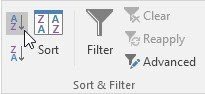 A
Z
Z A
A Z
Sort
Z
A
Filter
Clear
Reapply
Advanced
Sort & Filter